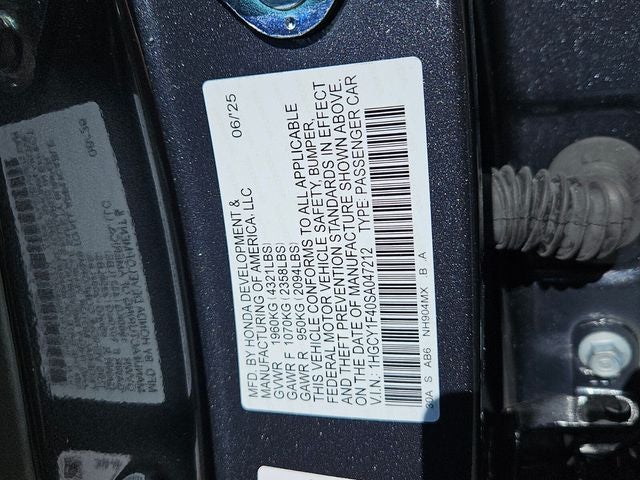 MFD.BY HONDA DEVELOPMENT & 06/'25
MANUFACTURING OF AMERICA. LLC
GVWR 1960KG(4321LBS)
GAWR F 1070KG(2358LBS)
GAWR R 950KG(2094LBS)
THIS VEHICLE CONFORMS TO ALL APPLICABLE
FEDERAL MOTOR VEHICLE SAFETY, BUMPER,
AND THEFT PREVENTION STANDARDS IN EFFECT
ON THE DATE OF MANUFACTURE SHOWN ABOVE.
V.I.N. 1HGCY1F40SA047212 TYPE:PASSENGER CAR
30A S AB6 NH904MX B A